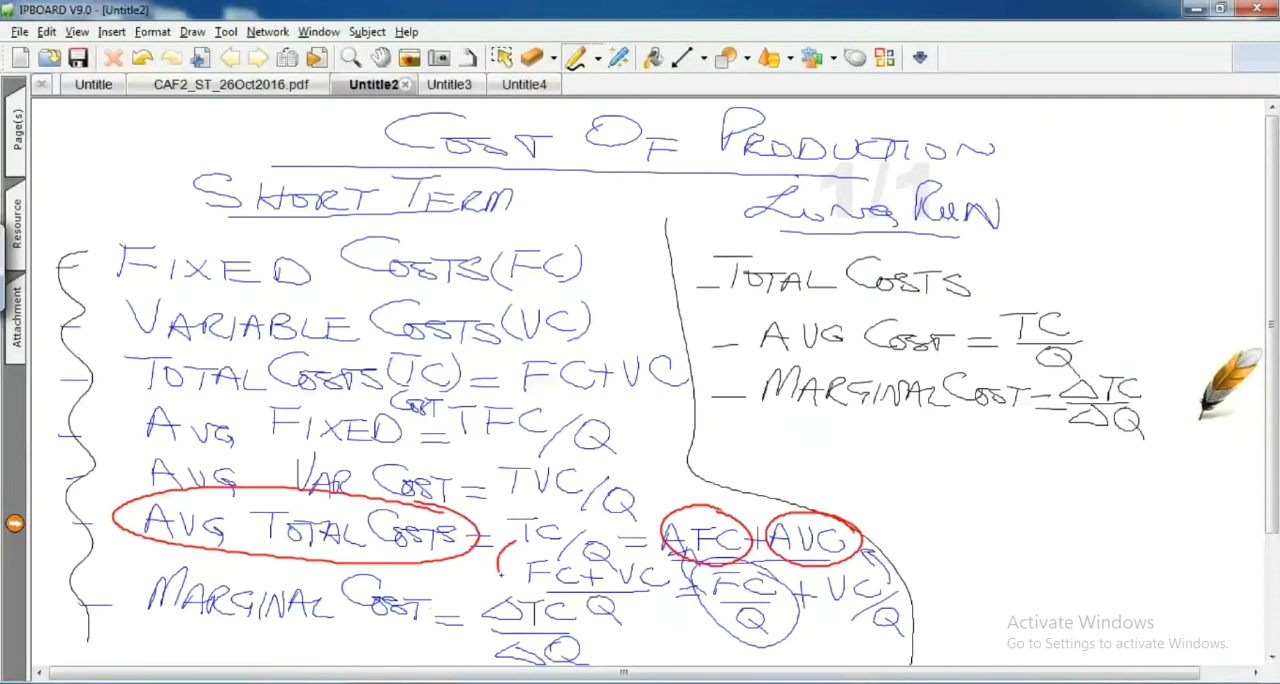 IPBOARD V9.0 - [Untitle2]
File Edit View Insert Format Draw Tool Network Window Subject Help
Untitle CAF2_ST_26Oct2016.pdf Untitle2 Untitle3 Untitle4
Page(s)
Resource
Attachment
COST OF PRODUCTION
1/1
SHORT TERM
FIXED COSTS(FC)
VARIABLE COSTS(VC)
TOTAL COSTS(TC) = FC+VC
AVG FIXED COST = TFC/Q
AVG VAR COST = TVC/Q
AVG TOTAL COSTS = TC/Q = AFC+AVC
FC+VC/Q = FC/Q + VC/Q
MARGINAL COST = ΔTC/ΔQ
LONG RUN
- TOTAL COSTS
- AVG COST = TC/Q
- MARGINAL COST = ΔTC/ΔQ
Activate Windows
Go to Settings to activate Windows.